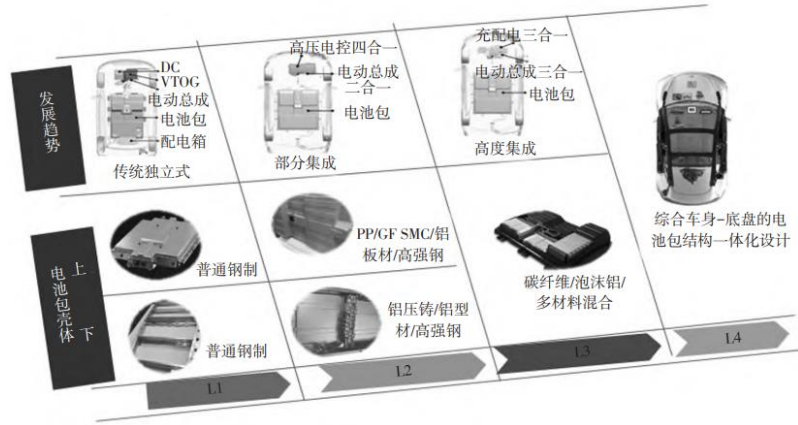 发展趋势
DC
VTOG
电动总成
电池包
配电箱
传统独立式
高压电控四合一
电动总成
二合一
电池包
部分集成
充配电三合一
电动总成三合一
电池包
高度集成
综合车身-底盘的电
池包结构一体化设计
电池包壳体
上
下
普通钢制
PP/GF SMC/铝
板材/高强钢
碳纤维/泡沫铝/
多材料混合
普通钢制
铝压铸/铝型
材/高强钢
L1
L2
L3
L4